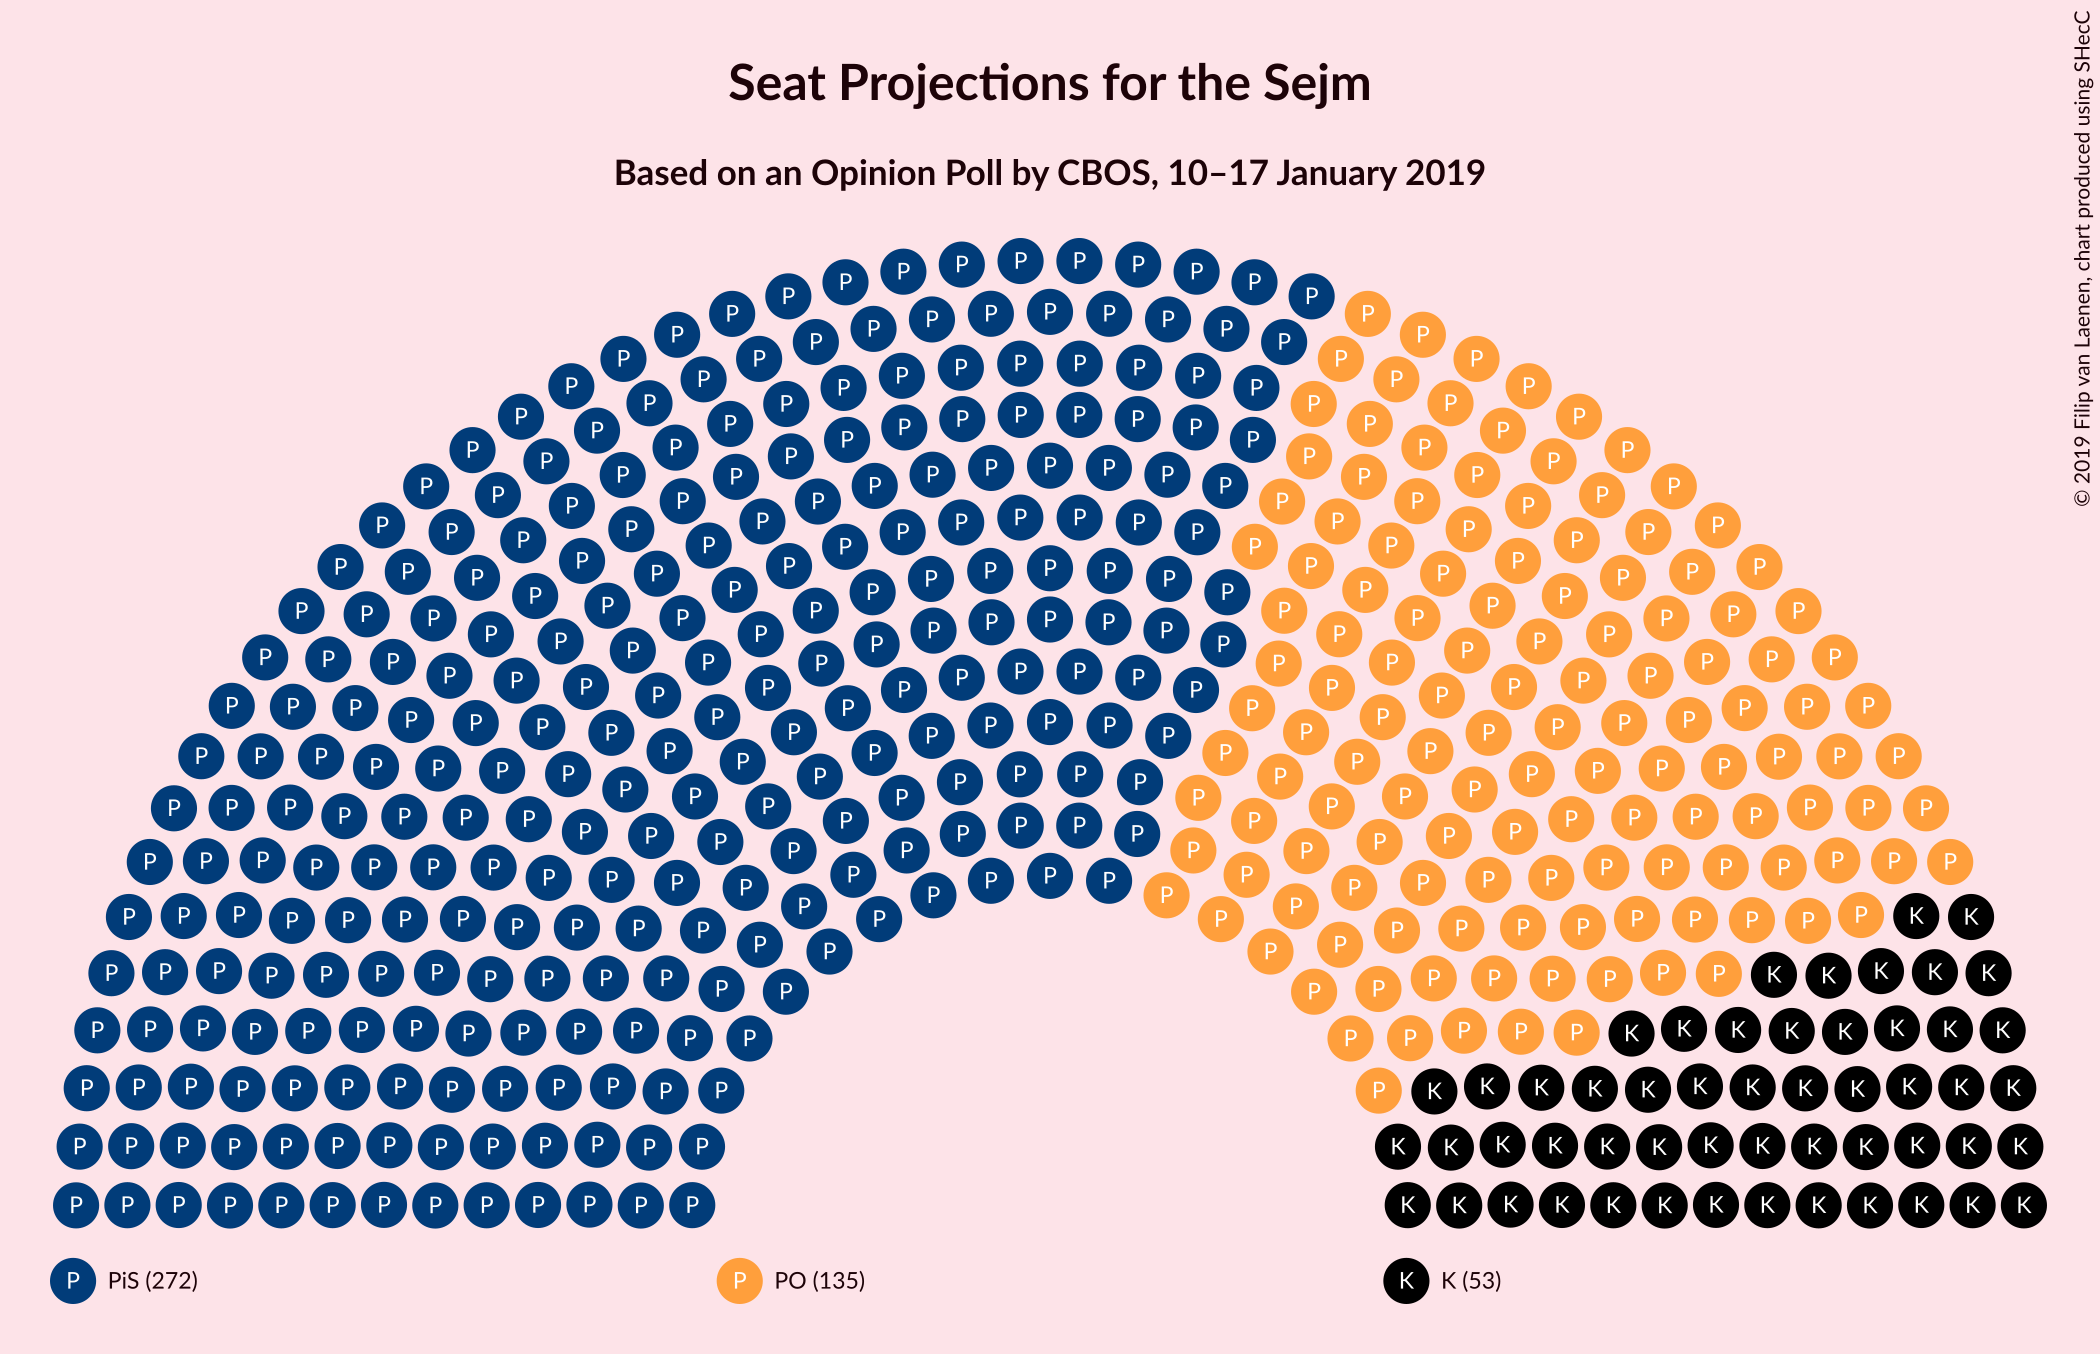 Seat Projections for the Sejm
Based on an Opinion Poll by CBOS, 10–17 January 2019
© 2019 Filip van Laenen, chart produced using SHecC
P PiS (272)
P PO (135)
K K (53)